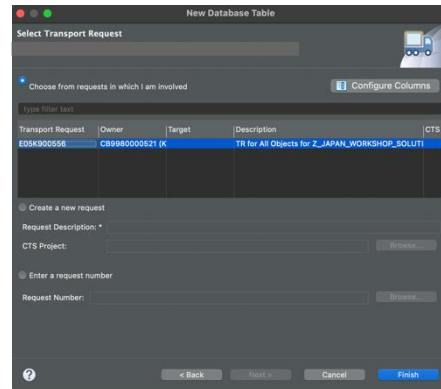 New Database Table
Select Transport Request
Choose from requests in which I am involved
Configure Columns
type filter text
Transport Request Owner Target Description CTS
E05K900556 CB9980000521 (K TR for All Objects for Z_JAPAN_WORKSHOP_SOLUTI
Create a new request
Request Description: *
CTS Project: Browse...
Enter a request number
Request Number: Browse...
? < Back Next > Cancel Finish